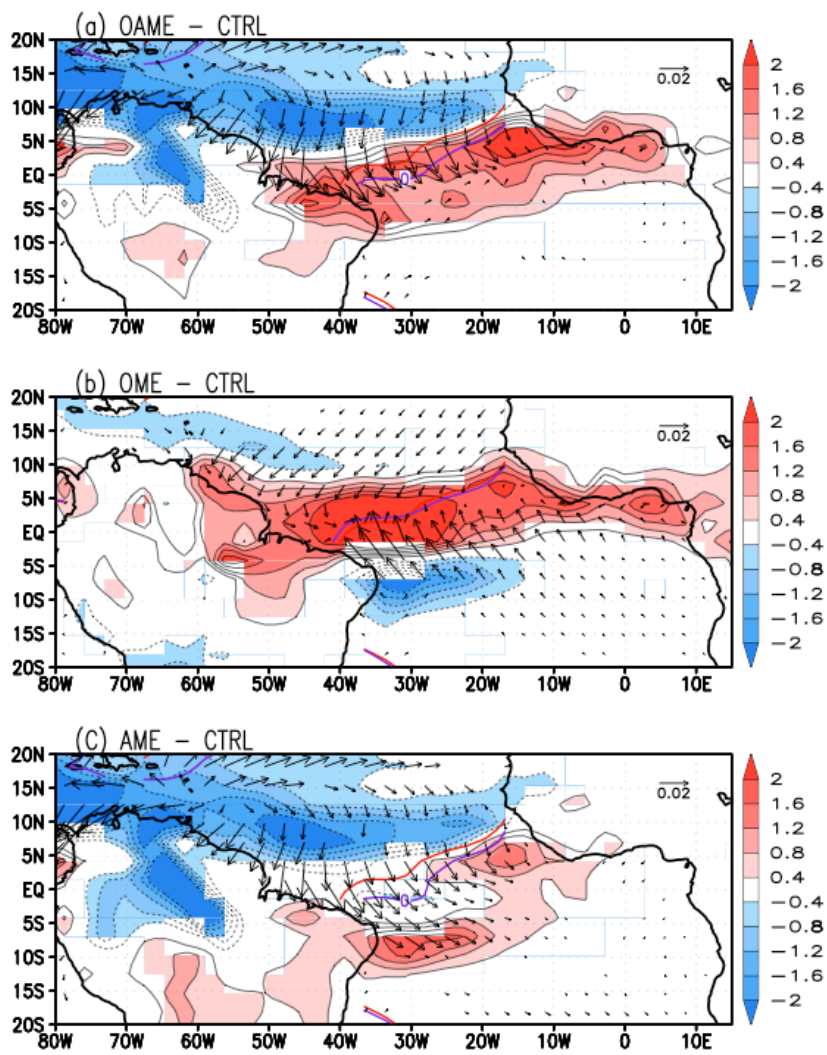 (a) OAME − CTRL
20N
15N
10N
5N
EQ
5S
10S
15S
20S
80W 70W 60W 50W 40W 30W 20W 10W 0 10E
0.02
0
2
1.6
1.2
0.8
0.4
−0.4
−0.8
−1.2
−1.6
−2
(b) OME − CTRL
20N
15N
10N
5N
EQ
5S
10S
15S
20S
80W 70W 60W 50W 40W 30W 20W 10W 0 10E
0.02
2
1.6
1.2
0.8
0.4
−0.4
−0.8
−1.2
−1.6
−2
(C) AME − CTRL
20N
15N
10N
5N
EQ
5S
10S
15S
20S
80W 70W 60W 50W 40W 30W 20W 10W 0 10E
0.02
0
2
1.6
1.2
0.8
0.4
−0.4
−0.8
−1.2
−1.6
−2